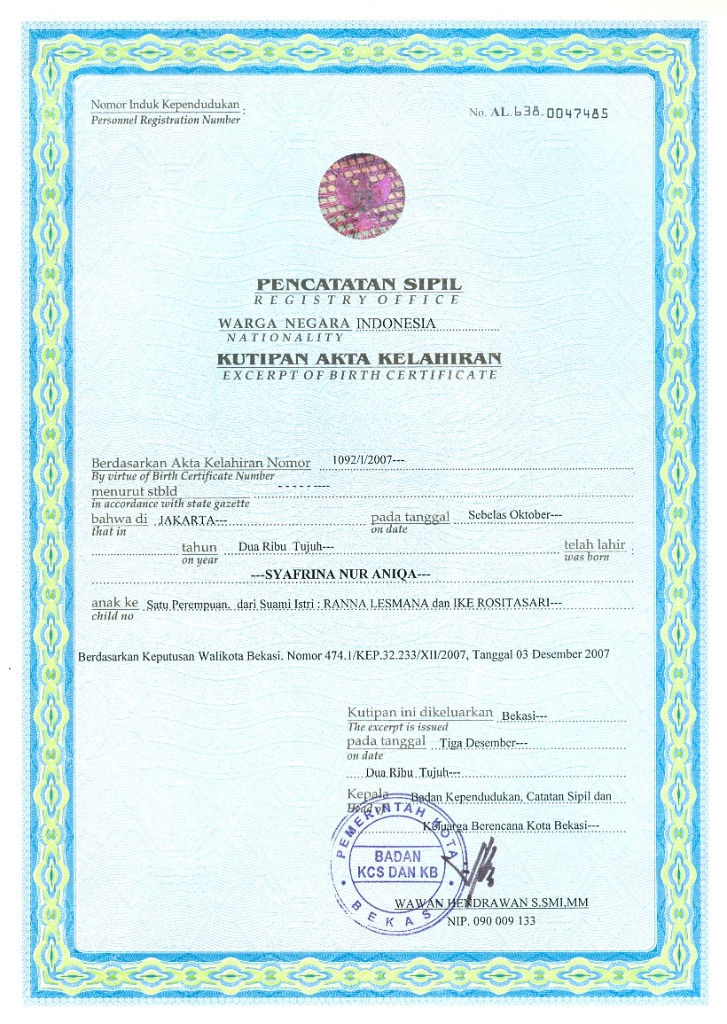 Nomor Induk Kependudukan :
Personnel Registration Number
No. AL.638.0047485
PENCATATAN SIPIL
REGISTRY OFFICE
WARGA NEGARA INDONESIA
NATIONALITY
KUTIPAN AKTA KELAHIRAN
EXCERPT OF BIRTH CERTIFICATE
Berdasarkan Akta Kelahiran Nomor 1092/I/2007---
By virtue of Birth Certificate Number
menurut stbld - - - - - ----
in accordance with state gazette
bahwa di JAKARTA--- pada tanggal Sebelas Oktober---
that in on date
tahun Dua Ribu Tujuh--- telah lahir :
on year was born
---SYAFRINA NUR ANIQA---
anak ke Satu Perempuan, dari Suami Istri : RANNA LESMANA dan IKE ROSITASARI---
child no
Berdasarkan Keputusan Walikota Bekasi. Nomor 474.1/KEP.32.233/XII/2007, Tanggal 03 Desember 2007
Kutipan ini dikeluarkan Bekasi---
The excerpt is issued
pada tanggal Tiga Desember---
on date
Dua Ribu Tujuh---
Kepala Badan Kependudukan, Catatan Sipil dan
Head of
Keluarga Berencana Kota Bekasi---
PEMERINTAH KOTA
BADAN
KCS DAN KB
BEKASI
WAWAN HENDRAWAN S.SMI,MM
NIP. 090 009 133